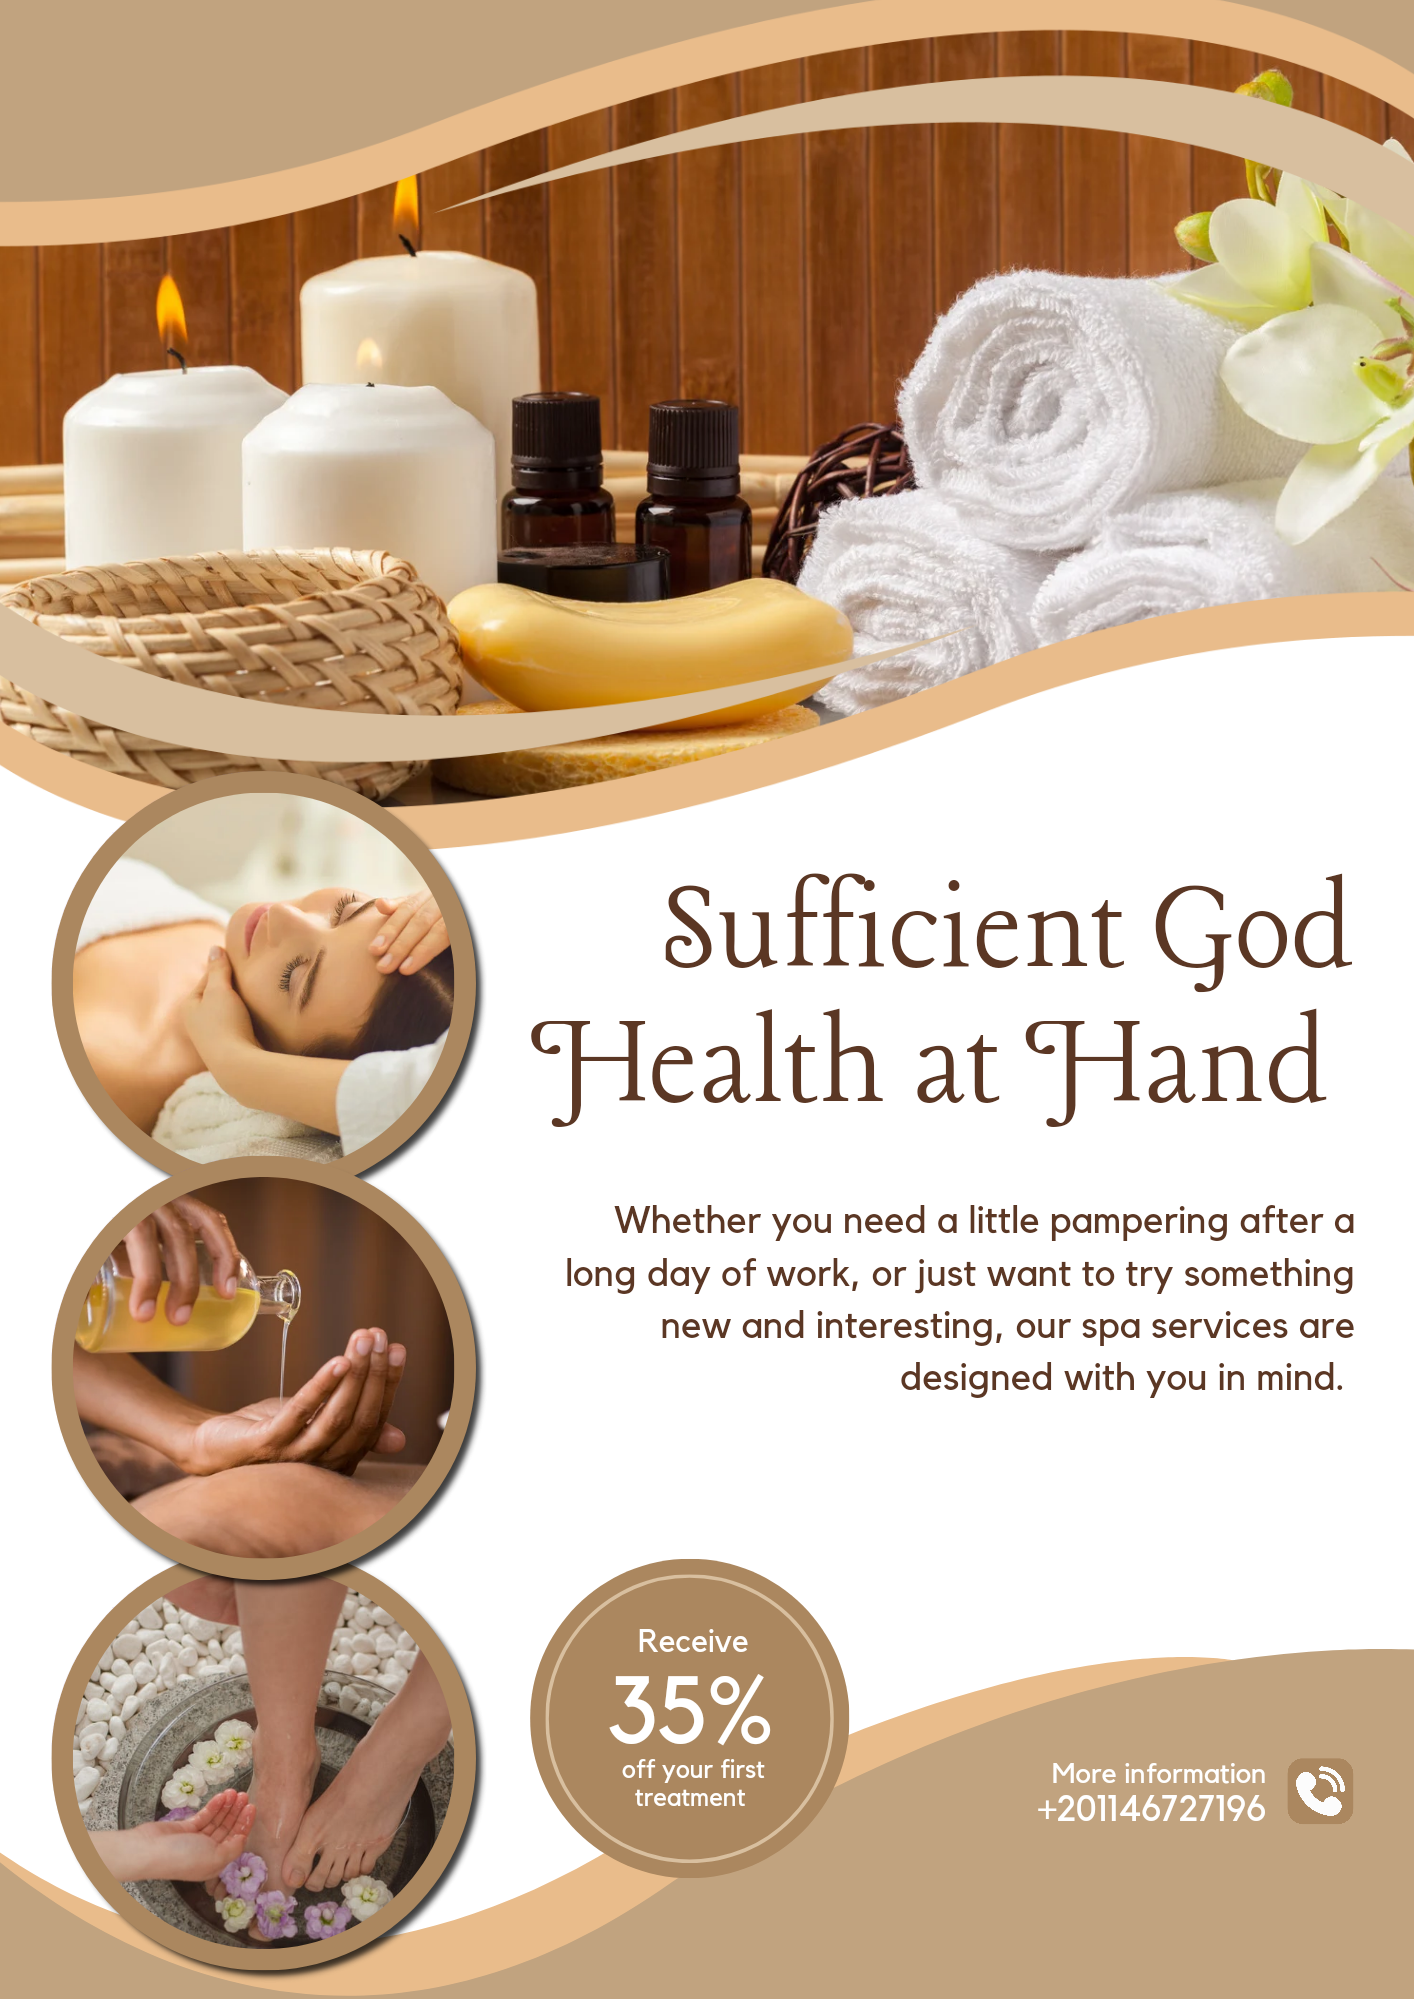 Sufficient God
Health at Hand
Whether you need a little pampering after a
long day of work, or just want to try something
new and interesting, our spa services are
designed with you in mind.
Receive
35%
off your first
treatment
More information
+201146727196